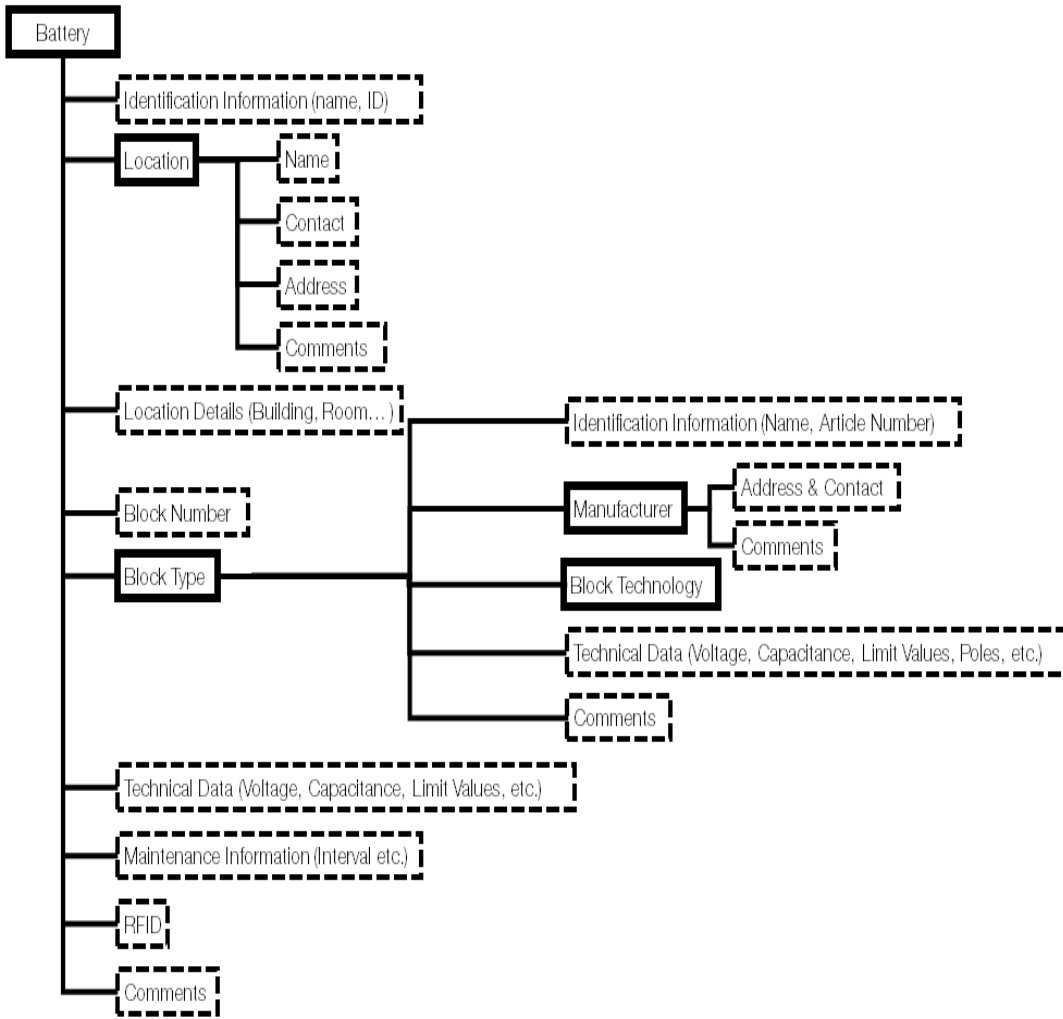 Battery
Identification Information (name, ID)
Location
Name
Contact
Address
Comments
Location Details (Building, Room... )
Identification Information (Name, Article Number)
Manufacturer
Address & Contact
Comments
Block Number
Block Type
Block Technology
Technical Data (Voltage, Capacitance, Limit Values, Poles, etc.)
Comments
Technical Data (Voltage, Capacitance, Limit Values, etc.)
Maintenance Information (Interval etc.)
RFID
Comments